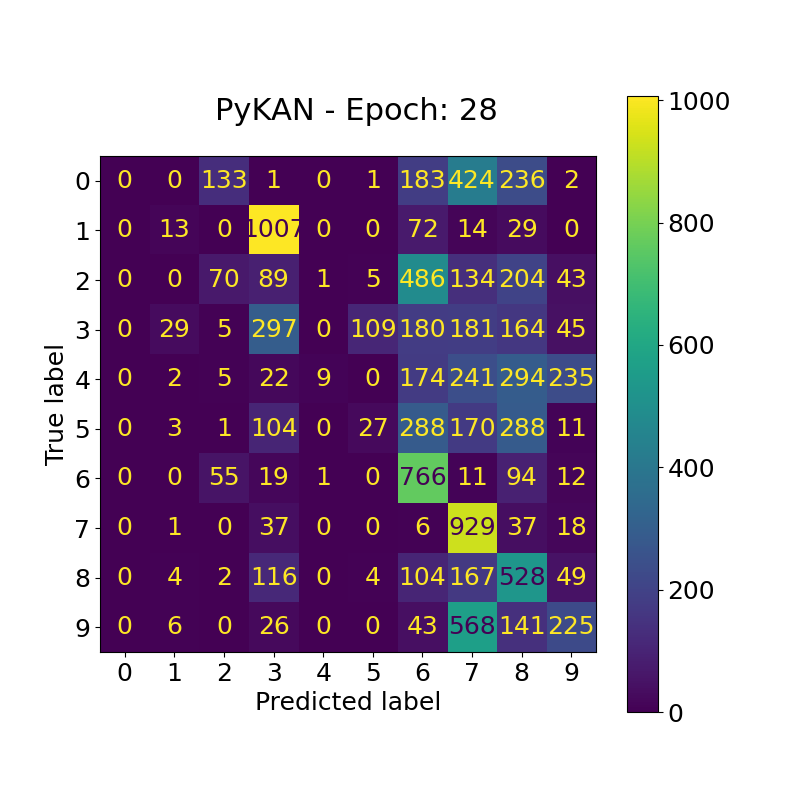 PyKAN - Epoch: 28
0 0 0 133 1 0 1 183 424 236 2
1 0 13 0 1007 0 0 72 14 29 0
2 0 0 70 89 1 5 486 134 204 43
3 0 29 5 297 0 109 180 181 164 45
4 0 2 5 22 9 0 174 241 294 235
5 0 3 1 104 0 27 288 170 288 11
6 0 0 55 19 1 0 766 11 94 12
7 0 1 0 37 0 0 6 929 37 18
8 0 4 2 116 0 4 104 167 528 49
9 0 6 0 26 0 0 43 568 141 225
0 1 2 3 4 5 6 7 8 9
Predicted label
True label
1000
800
600
400
200
0